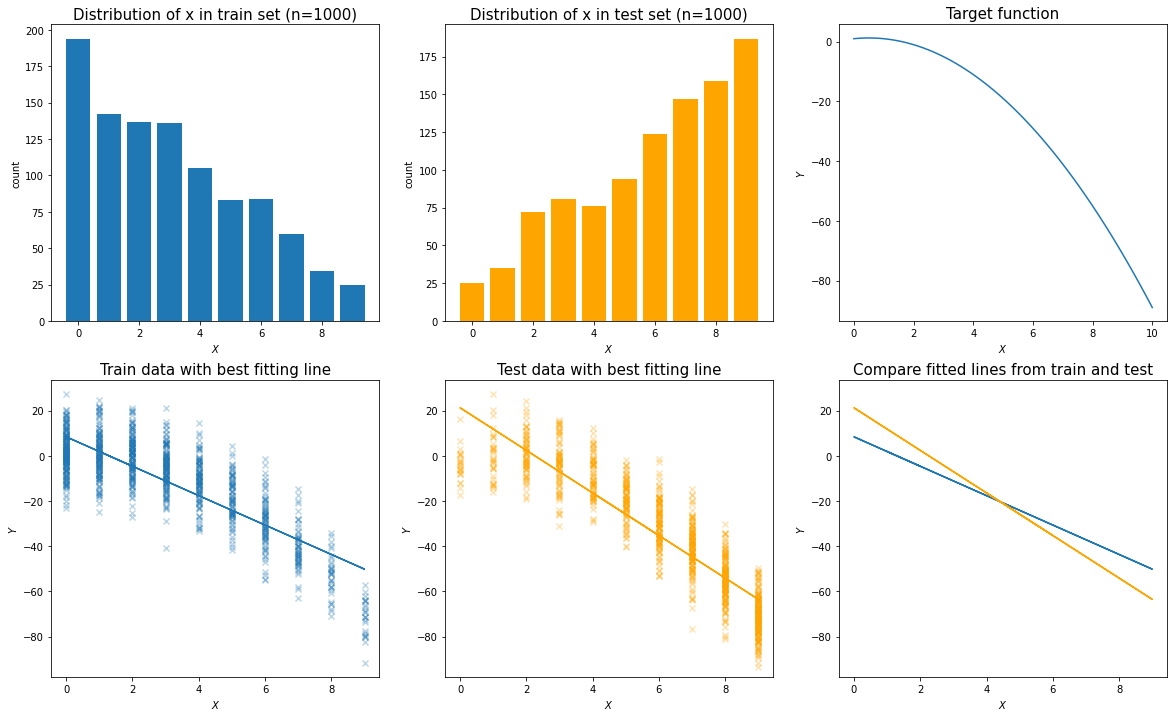 Distribution of x in train set (n=1000)
200
175
150
125
100
75
50
25
0
count
0 2 4 6 8
X
Distribution of x in test set (n=1000)
175
150
125
100
75
50
25
0
count
0 2 4 6 8
X
Target function
0
−20
−40
−60
−80
Y
0 2 4 6 8 10
X
Train data with best fitting line
20
0
−20
−40
−60
−80
Y
0 2 4 6 8
X
Test data with best fitting line
20
0
−20
−40
−60
−80
Y
0 2 4 6 8
X
Compare fitted lines from train and test
20
0
−20
−40
−60
−80
Y
0 2 4 6 8
X